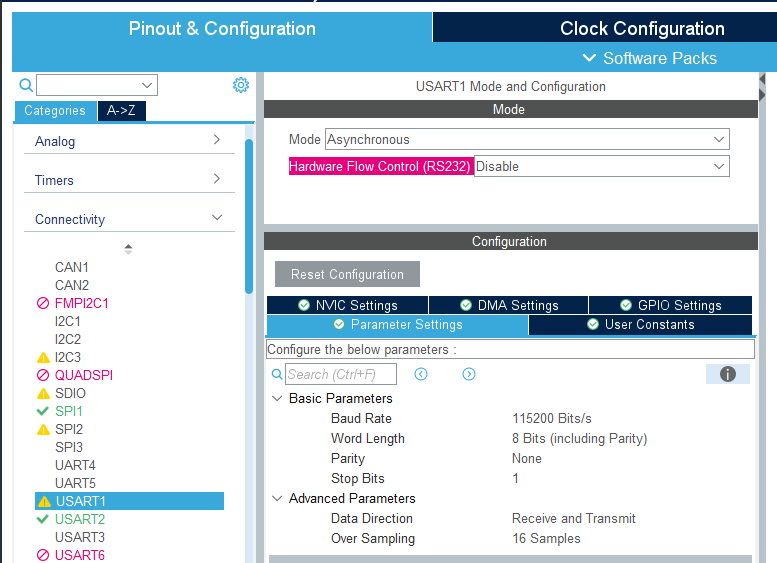 Pinout & Configuration
Clock Configuration
Software Packs
Categories
A->Z
Analog
Timers
Connectivity
CAN1
CAN2
FMPI2C1
I2C1
I2C2
I2C3
QUADSPI
SDIO
SPI1
SPI2
SPI3
UART4
UART5
USART1
USART2
USART3
USART6
USART1 Mode and Configuration
Mode
Mode Asynchronous
Hardware Flow Control (RS232) Disable
Configuration
Reset Configuration
NVIC Settings
DMA Settings
GPIO Settings
Parameter Settings
User Constants
Configure the below parameters :
Search (Ctrl+F)
Basic Parameters
Baud Rate 115200 Bits/s
Word Length 8 Bits (including Parity)
Parity None
Stop Bits 1
Advanced Parameters
Data Direction Receive and Transmit
Over Sampling 16 Samples